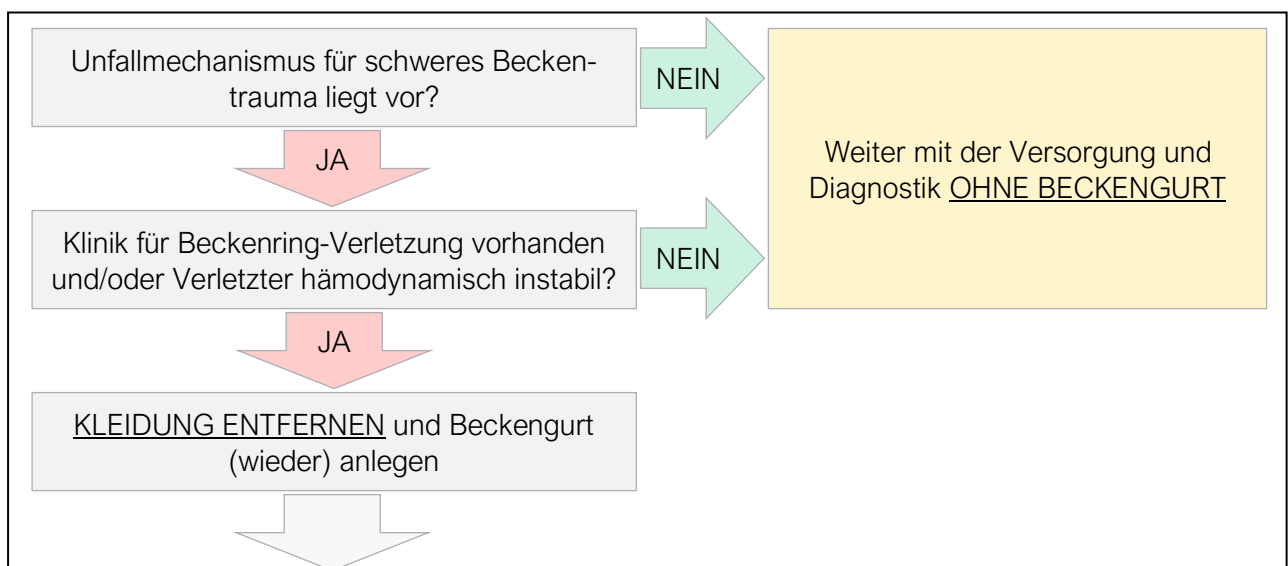 Unfallmechanismus für schweres Becken-
trauma liegt vor?
NEIN
JA
Weiter mit der Versorgung und
Diagnostik OHNE BECKENGURT
Klinik für Beckenring-Verletzung vorhanden
und/oder Verletzter hämodynamisch instabil?
NEIN
JA
KLEIDUNG ENTFERNEN und Beckengurt
(wieder) anlegen